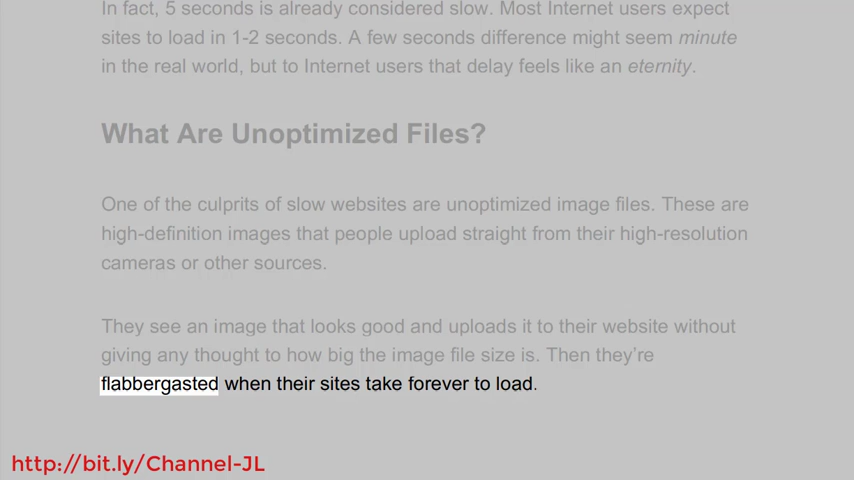 In fact, 5 seconds is already considered slow. Most Internet users expect
sites to load in 1-2 seconds. A few seconds difference might seem minute
in the real world, but to Internet users that delay feels like an eternity.
What Are Unoptimized Files?
One of the culprits of slow websites are unoptimized image files. These are
high-definition images that people upload straight from their high-resolution
cameras or other sources.
They see an image that looks good and uploads it to their website without
giving any thought to how big the image file size is. Then they’re
flabbergasted when their sites take forever to load.
http://bit.ly/Channel-JL